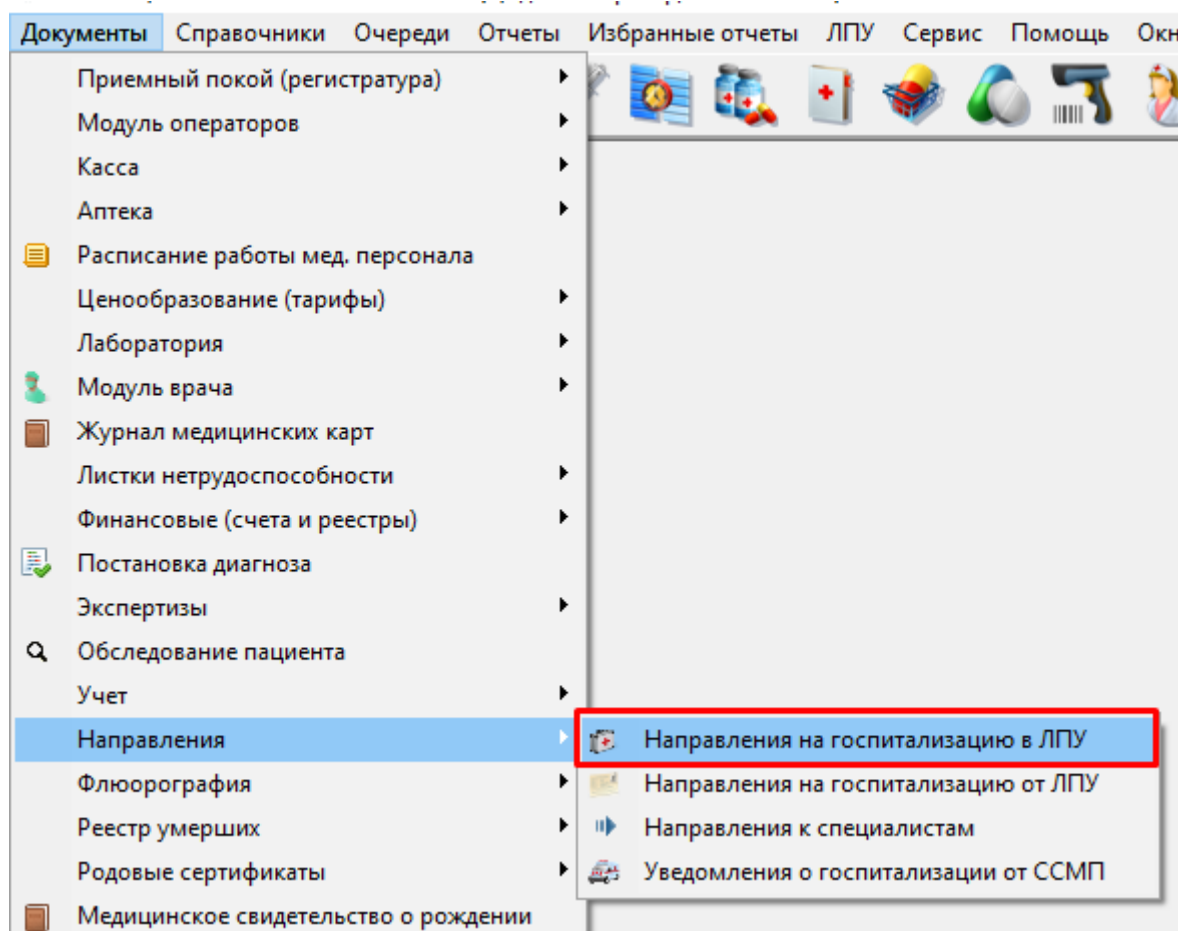 Документы Справочники Очереди Отчеты Избранные отчеты ЛПУ Сервис Помощь Окн
Приемный покой (регистратура)
Модуль операторов
Касса
Аптека
Расписание работы мед. персонала
Ценообразование (тарифы)
Лаборатория
Модуль врача
Журнал медицинских карт
Листки нетрудоспособности
Финансовые (счета и реестры)
Постановка диагноза
Экспертизы
Обследование пациента
Учет
Направления
Направления на госпитализацию в ЛПУ
Флюорография
Направления на госпитализацию от ЛПУ
Реестр умерших
Направления к специалистам
Родовые сертификаты
Уведомления о госпитализации от ССМП
Медицинское свидетельство о рождении